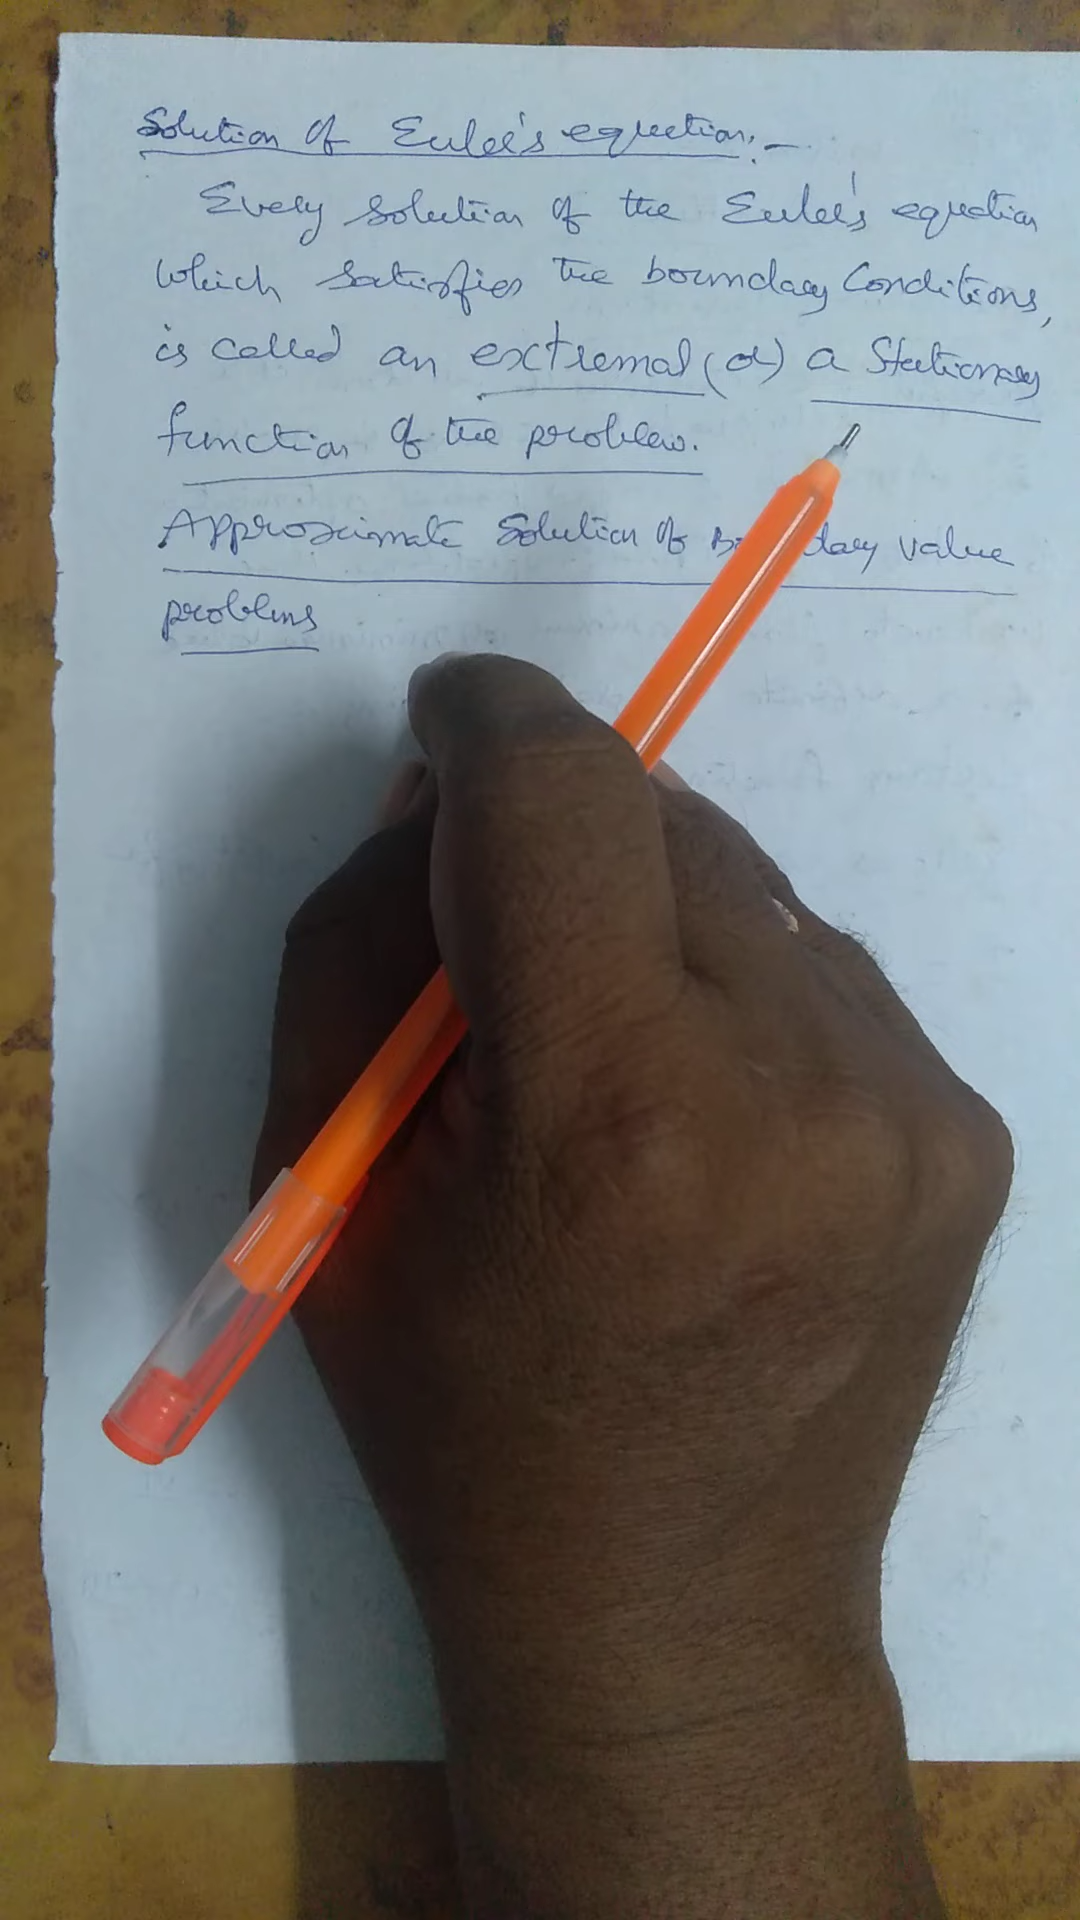 Solution of Euler's equation:-
Every solution of the Euler's equation
which satisfies the boundary Conditions,
is called an extremal (or) a Stationary
function of the problem.
Approximate Solution of value
problems